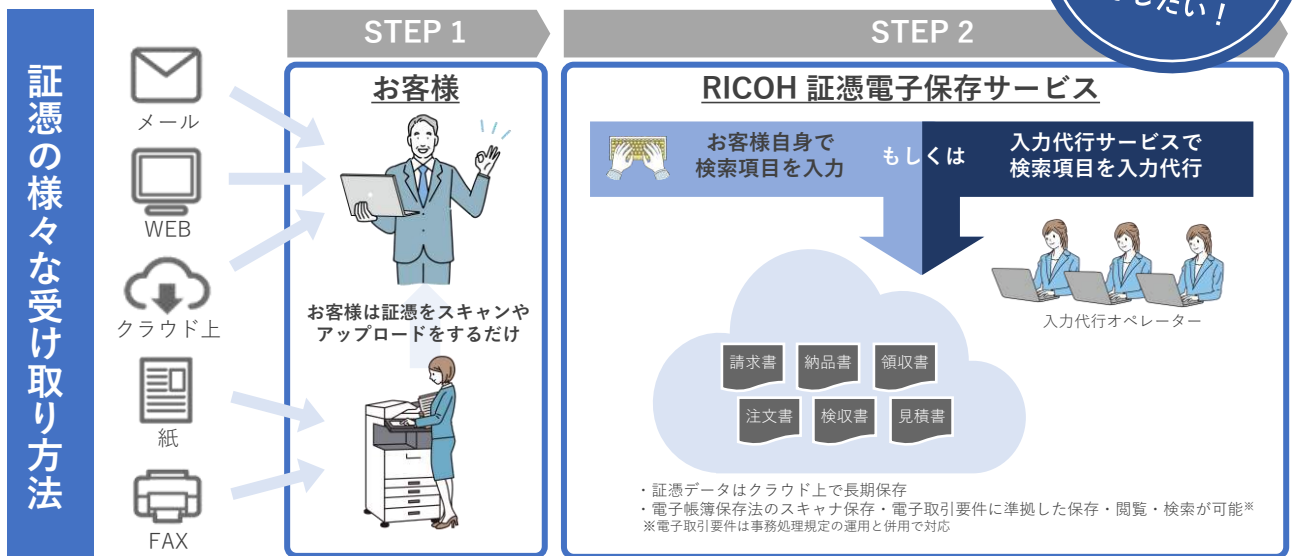 したい！
STEP 1
STEP 2
証憑の様々な受け取り方法
メール
WEB
クラウド上
紙
FAX
お客様
お客様は証憑をスキャンや
アップロードをするだけ
RICOH 証憑電子保存サービス
お客様自身で
検索項目を入力
もしくは
入力代行サービスで
検索項目を入力代行
入力代行オペレーター
請求書
納品書
領収書
注文書
検収書
見積書
・証憑データはクラウド上で長期保存
・電子帳簿保存法のスキャナ保存・電子取引要件に準拠した保存・閲覧・検索が可能※
※電子取引要件は事務処理規定の運用と併用で対応